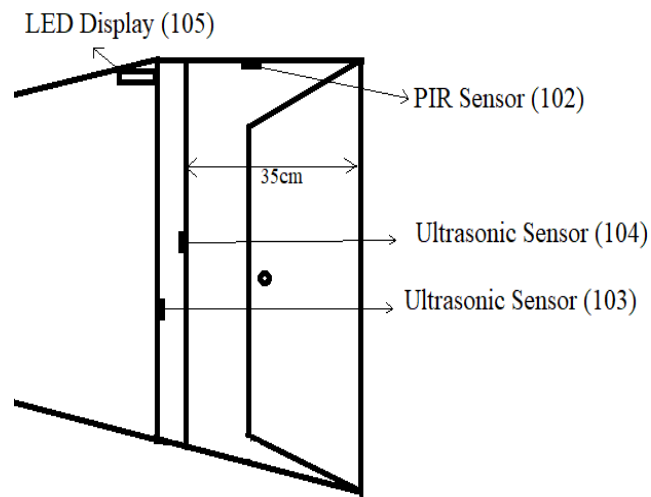 LED Display (105)
PIR Sensor (102)
35cm
Ultrasonic Sensor (104)
Ultrasonic Sensor (103)